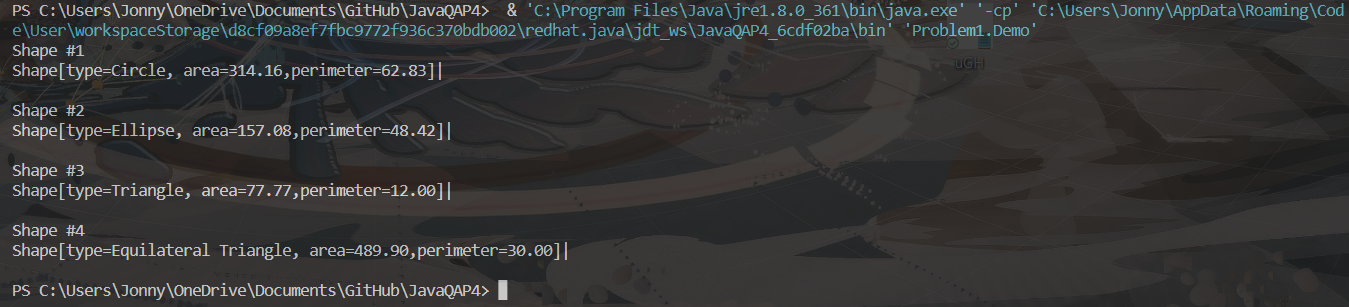 PS C:\Users\Jonny\OneDrive\Documents\GitHub\JavaQAP4>  & 'C:\Program Files\Java\jre1.8.0_361\bin\java.exe' '-cp' 'C:\Users\Jonny\AppData\Roaming\Cod
e\User\workspaceStorage\d8cf09a8ef7fbc9772f936c370bdb002\redhat.java\jdt_ws\JavaQAP4_6cdf02ba\bin' 'Problem1.Demo'
Shape #1
UGH
Shape[type=Circle, area=314.16,perimeter=62.83]|
Shape #2
Shape[type=Ellipse, area=157.08,perimeter=48.42]|
Shape #3
Shape[type=Triangle, area=77.77,perimeter=12.00]|
Shape #4
Shape[type=Equilateral Triangle, area=489.90,perimeter=30.00]|
PS C:\Users\Jonny\OneDrive\Documents\GitHub\JavaQAP4>